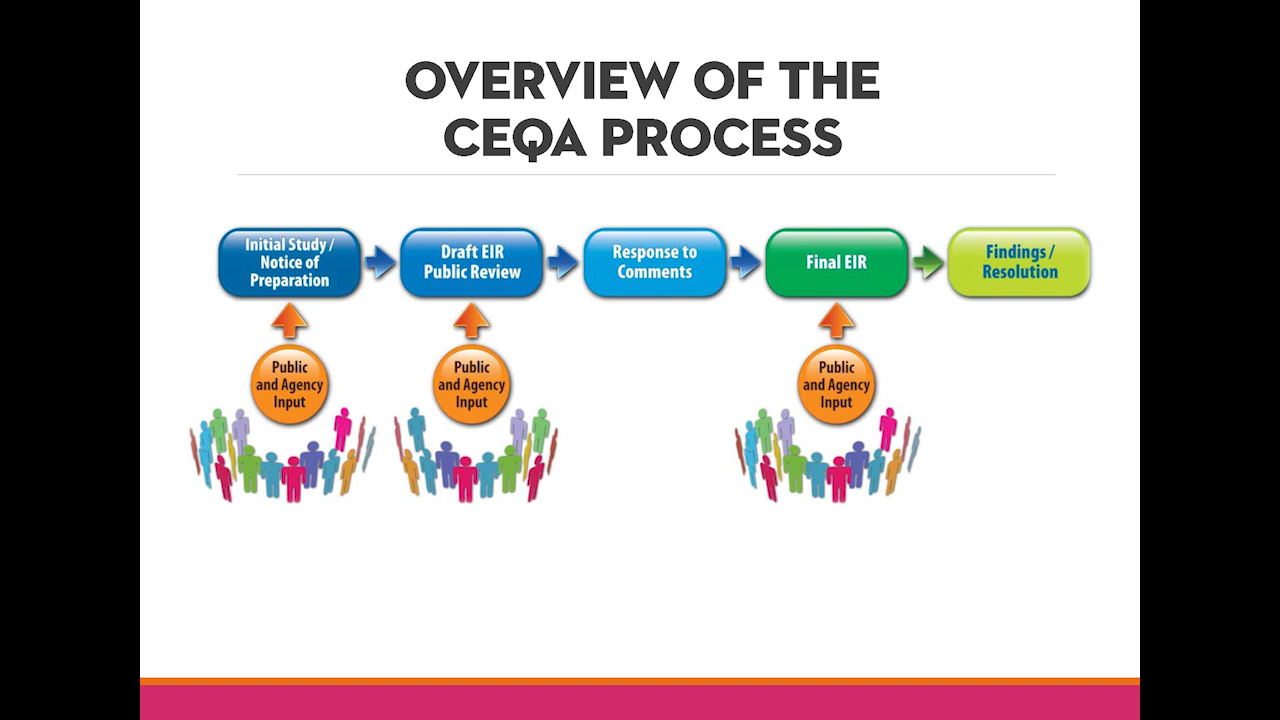 OVERVIEW OF THE
CEQA PROCESS
Initial Study /
Notice of
Preparation
Draft EIR
Public Review
Response to
Comments
Final EIR
Findings /
Resolution
Public
and Agency
Input
Public
and Agency
Input
Public
and Agency
Input